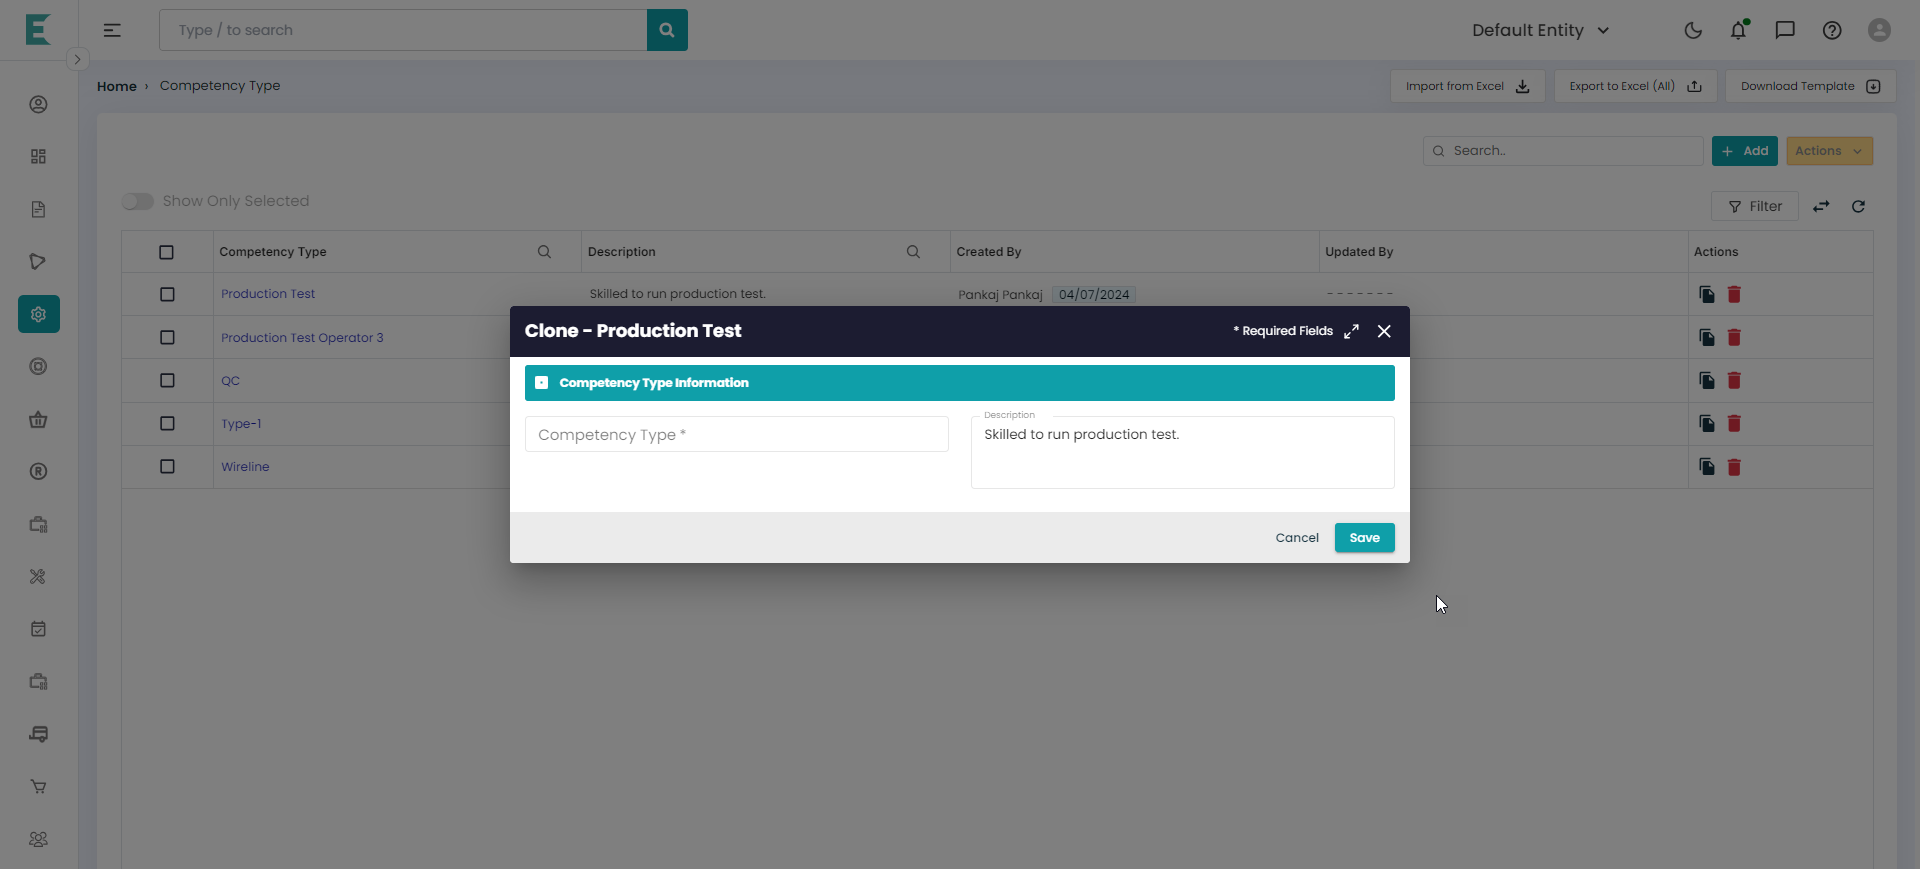 Type / to search
Default Entity
Home › Competency Type
Import from Excel
Export to Excel (All)
Download Template
Search..
+ Add
Actions
Show Only Selected
Filter
Competency Type
Description
Created By
Updated By
Actions
Production Test
Skilled to run production test.
Pankaj Pankaj 04/07/2024
- - - - - - -
Production Test Operator 3
QC
Type-1
Wireline
Clone - Production Test
* Required Fields
Competency Type Information
Competency Type *
Description
Skilled to run production test.
Cancel
Save